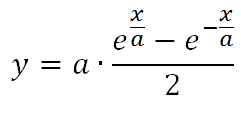 y = a · (e^(x/a) − e^(−x/a)) / 2